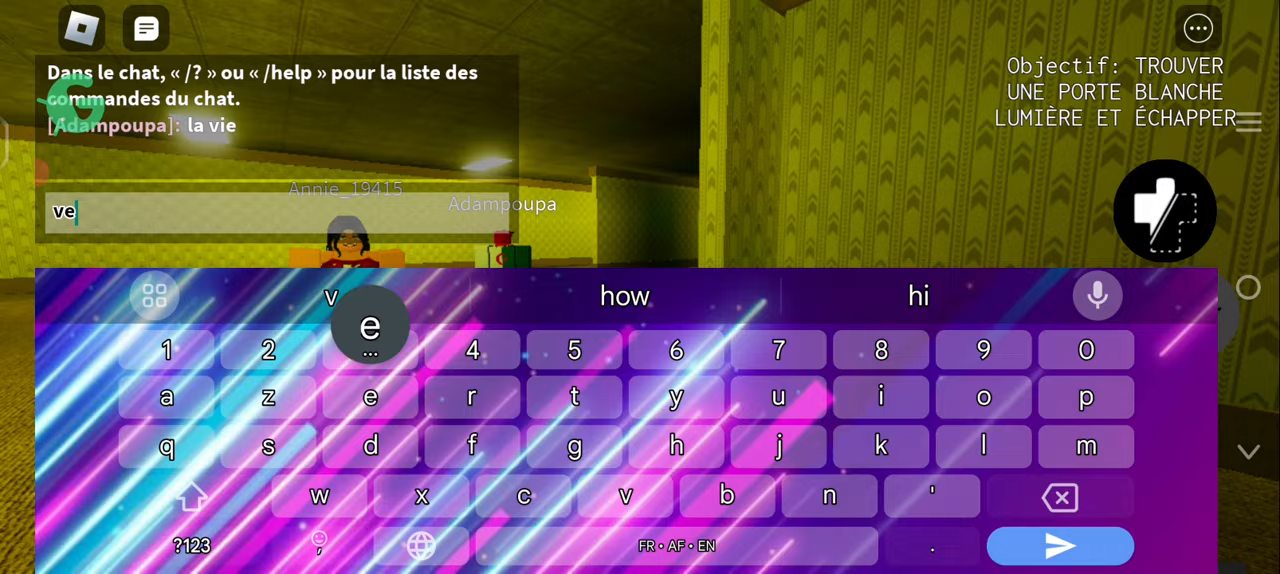 Dans le chat, « /? » ou « /help » pour la liste des
commandes du chat.
[Adampoupa]: la vie
Objectif: TROUVER
UNE PORTE BLANCHE
LUMIÈRE ET ÉCHAPPER
6
Annie_19415
Adampoupa
ve
v how hi
e
...
1 2 4 5 6 7 8 9 0
a z e r t y u i o p
q s d f g h j k l m
w x c v b n '
?123 , FR • AF • EN .